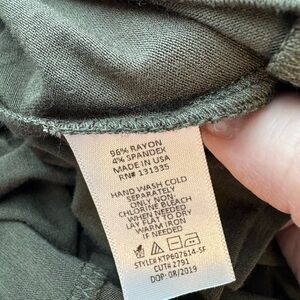 96% RAYON
4% SPANDEX
MADE IN USA
RN# 131335
HAND WASH COLD
SEPARATELY
ONLY NON
CHLORINE BLEACH
WHEN NEEDED
LAY FLAT TO DRY
WARM IRON
IF NEEDED
STYLE# KTP607614-SF
CUT# 2791
DOP: 08/2019